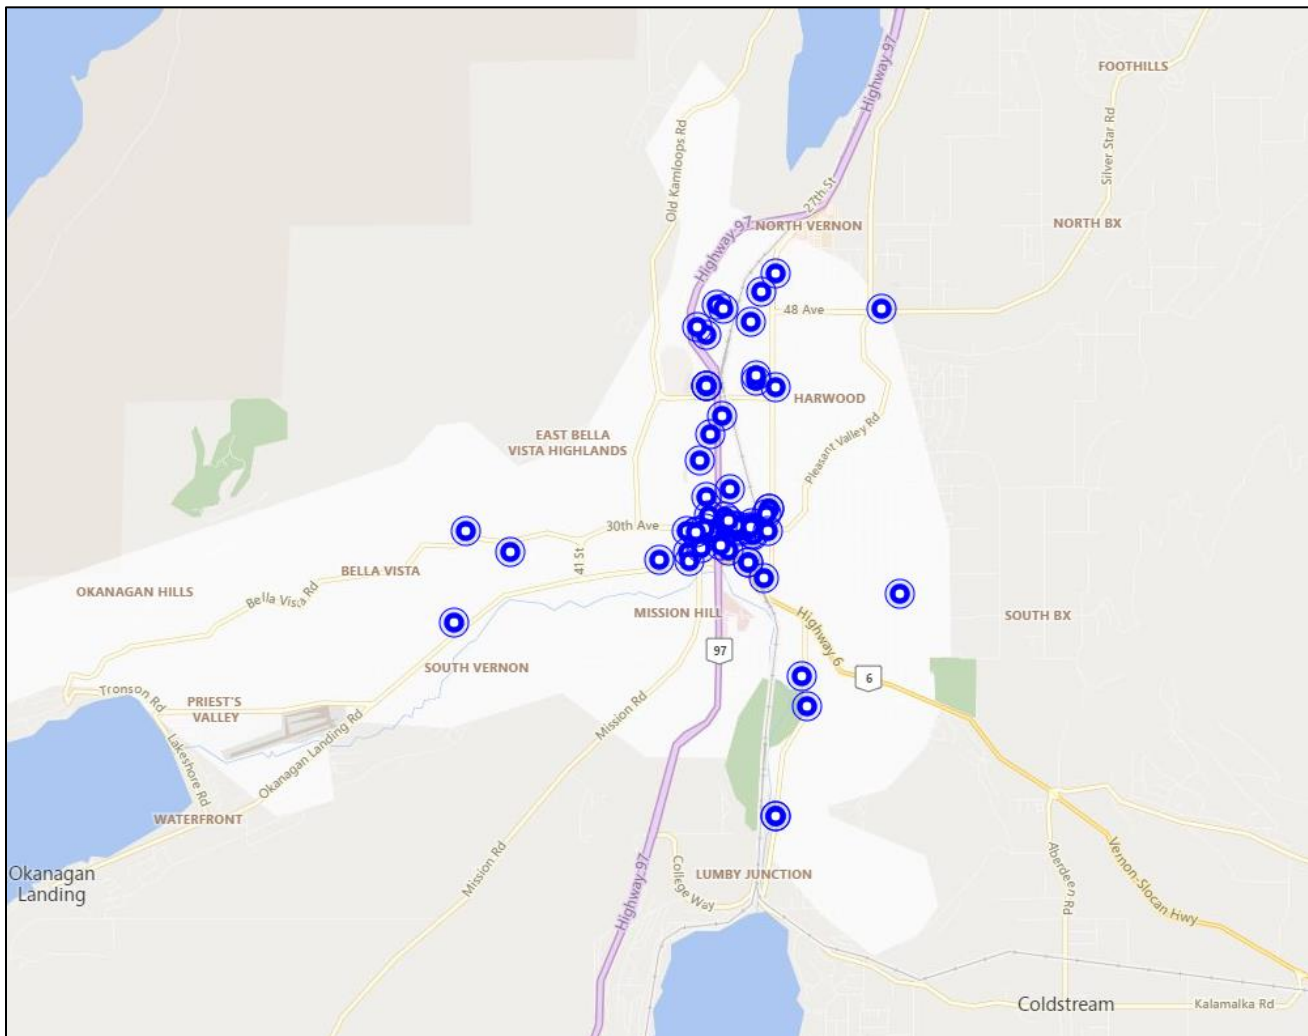 FOOTHILLS
Highway 97
Silver Star Rd
Old Kamloops Rd
27th St
NORTH VERNON
NORTH BX
Highway 97
48 Ave
HARWOOD
EAST BELLA
VISTA HIGHLANDS
Pleasant Valley Rd
30th Ave
41 St
BELLA VISTA
OKANAGAN HILLS
Bella Vista Rd
MISSION HILL
SOUTH BX
Highway 6
97
SOUTH VERNON
6
Tronson Rd
PRIEST'S
VALLEY
Mission Rd
Okanagan Landing Rd
Lakeshore Rd
WATERFRONT
Okanagan
Landing
Mission Rd
Highway 97
College Way
LUMBY JUNCTION
Aberdeen Rd
Vernon-Slocan Hwy
Coldstream
Kalamalka Rd